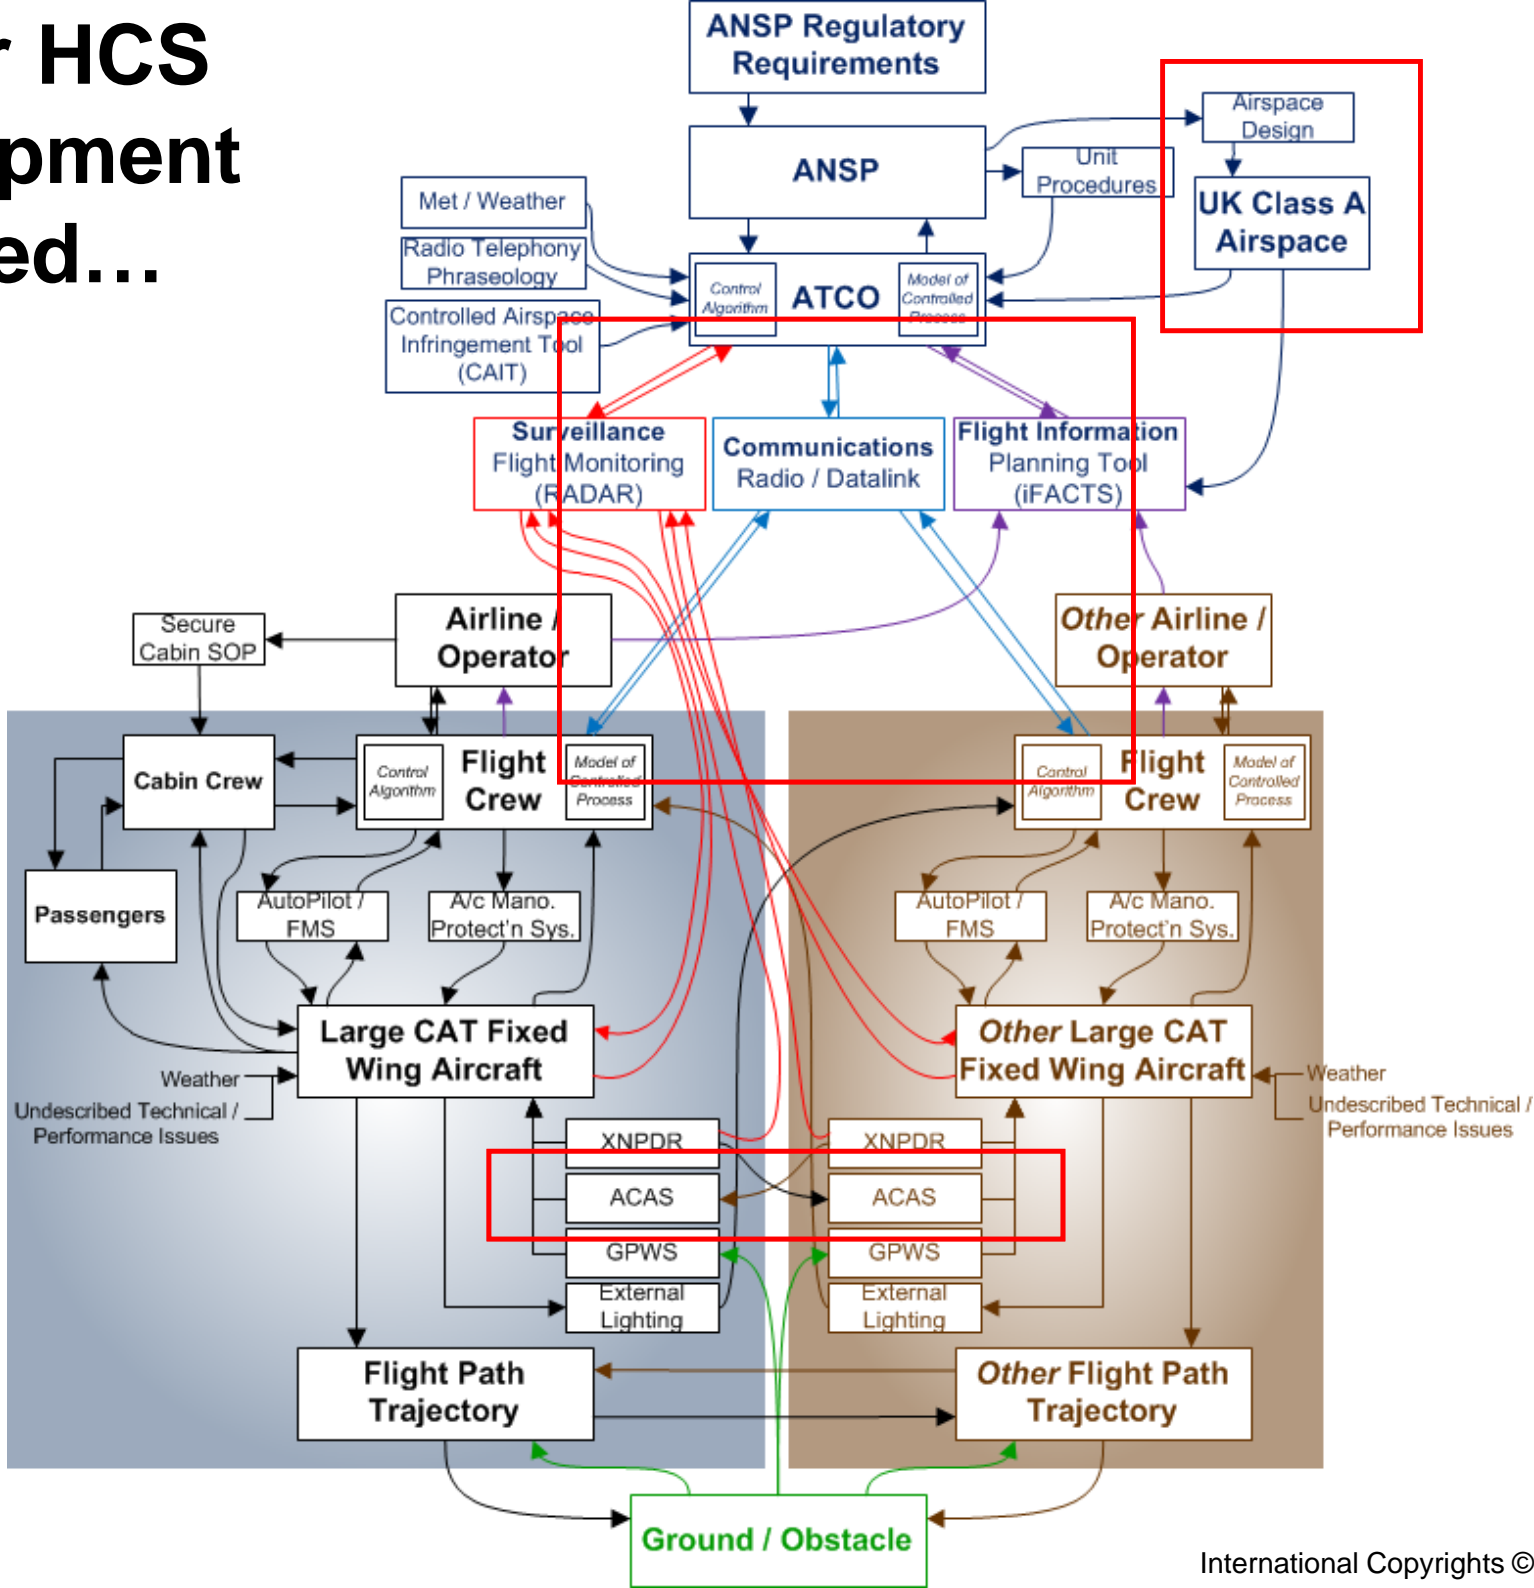 r HCS
pment
ed…
ANSP Regulatory
Requirements
ANSP
Airspace
Design
Unit
Procedures
UK Class A
Airspace
Met / Weather
Radio Telephony
Phraseology
Controlled Airspace
Infringement Tool
(CAIT)
Control
Algorithm
ATCO
Model of
Controlled
Process
Surveillance
Flight Monitoring
(RADAR)
Communications
Radio / Datalink
Flight Information
Planning Tool
(iFACTS)
Secure
Cabin SOP
Airline /
Operator
Other Airline /
Operator
Cabin Crew
Control
Algorithm
Flight
Crew
Model of
Controlled
Process
Control
Algorithm
Flight
Crew
Model of
Controlled
Process
Passengers
AutoPilot /
FMS
A/c Mano.
Protect'n Sys.
AutoPilot /
FMS
A/c Mano.
Protect'n Sys.
Large CAT Fixed
Wing Aircraft
Other Large CAT
Fixed Wing Aircraft
Weather
Undescribed Technical /
Performance Issues
Weather
Undescribed Technical /
Performance Issues
XNPDR
XNPDR
ACAS
ACAS
GPWS
GPWS
External
Lighting
External
Lighting
Flight Path
Trajectory
Other Flight Path
Trajectory
Ground / Obstacle
International Copyrights ©